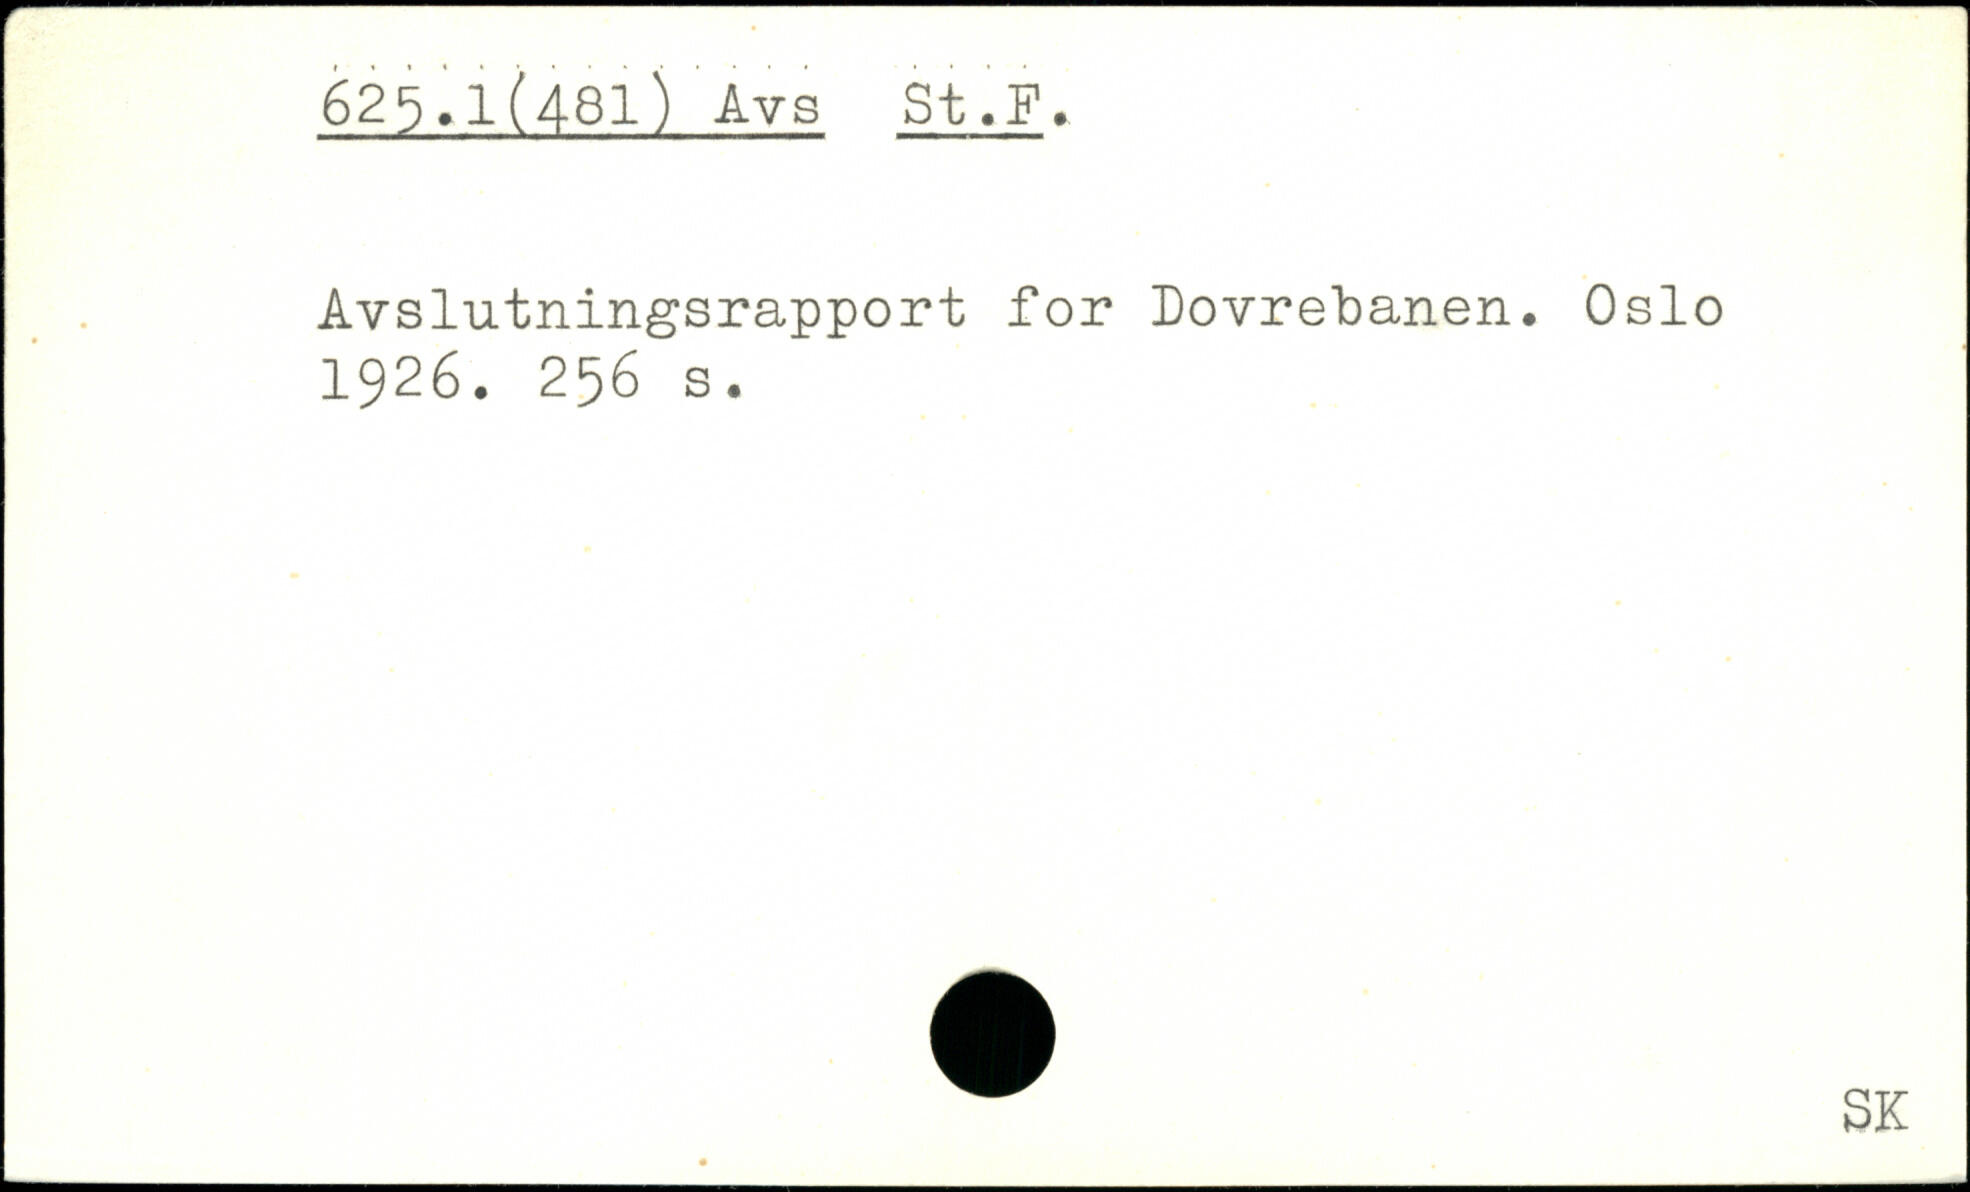 625.1(481) Avs St.F.
Avslutningsrapport for Dovrebanen. Oslo
1926. 256 s.
SK